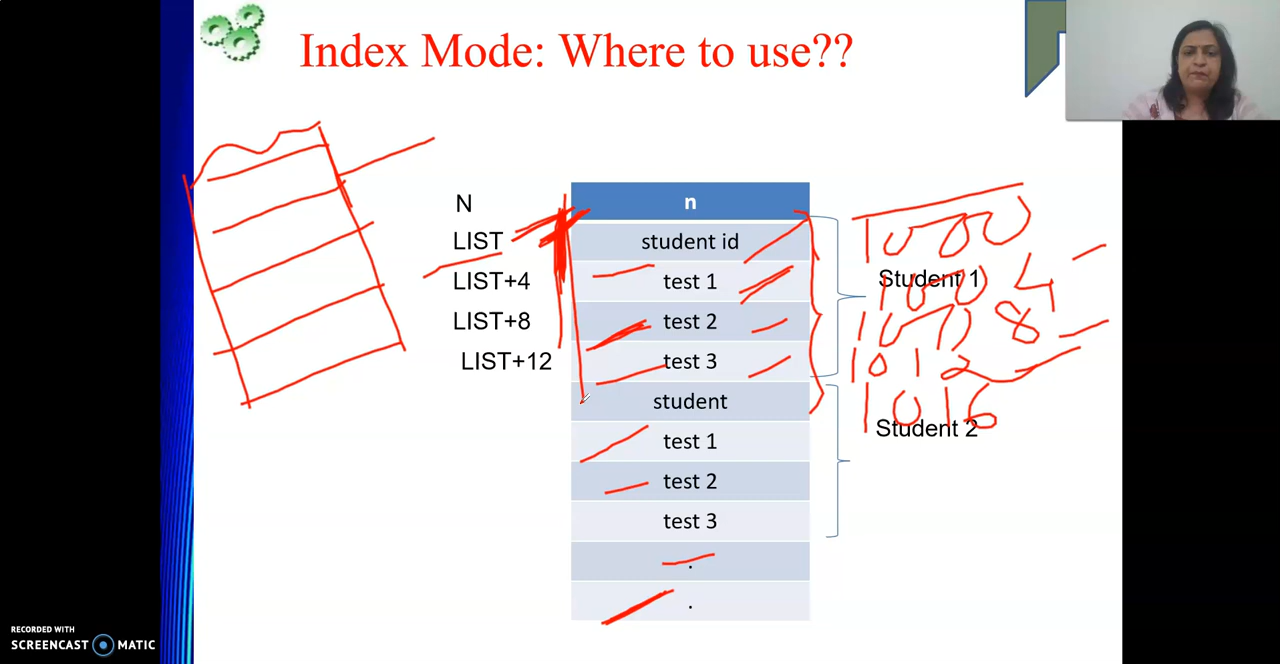 Index Mode: Where to use??
N
n
LIST
student id
1000
LIST+4
test 1
Student 1
1004
LIST+8
test 2
1008
LIST+12
test 3
1012
student
1016
Student 2
test 1
test 2
test 3
.
.
RECORDED WITH
SCREENCAST MATIC